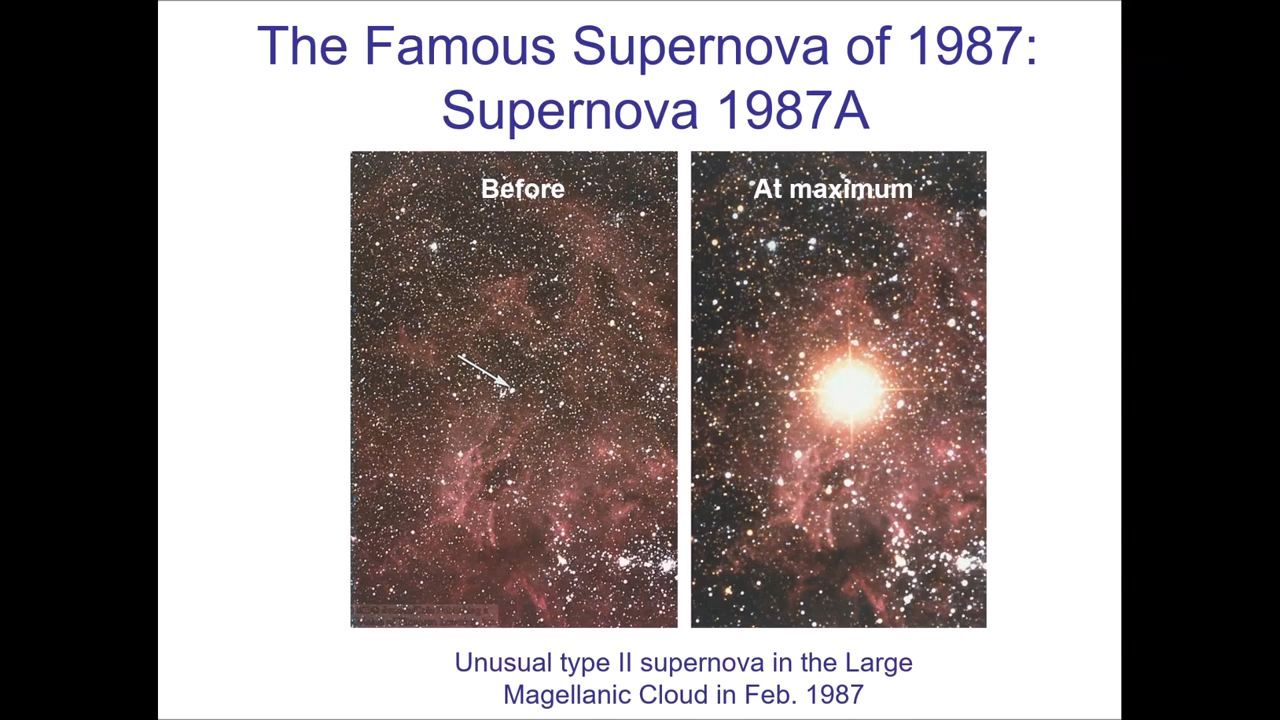 The Famous Supernova of 1987:
Supernova 1987A
Before
At maximum
Unusual type II supernova in the Large
Magellanic Cloud in Feb. 1987